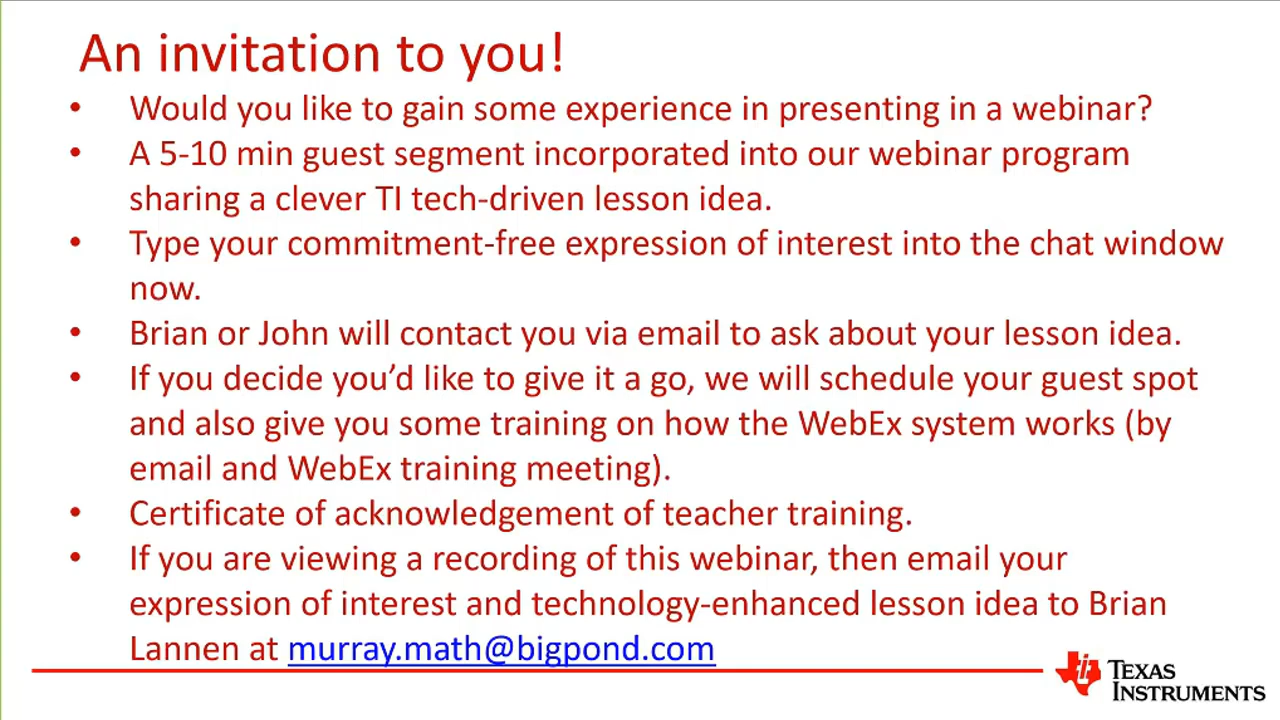 An invitation to you!
• Would you like to gain some experience in presenting in a webinar?
• A 5-10 min guest segment incorporated into our webinar program
sharing a clever TI tech-driven lesson idea.
• Type your commitment-free expression of interest into the chat window
now.
• Brian or John will contact you via email to ask about your lesson idea.
• If you decide you’d like to give it a go, we will schedule your guest spot
and also give you some training on how the WebEx system works (by
email and WebEx training meeting).
• Certificate of acknowledgement of teacher training.
• If you are viewing a recording of this webinar, then email your
expression of interest and technology-enhanced lesson idea to Brian
Lannen at murray.math@bigpond.com
TEXAS
INSTRUMENTS